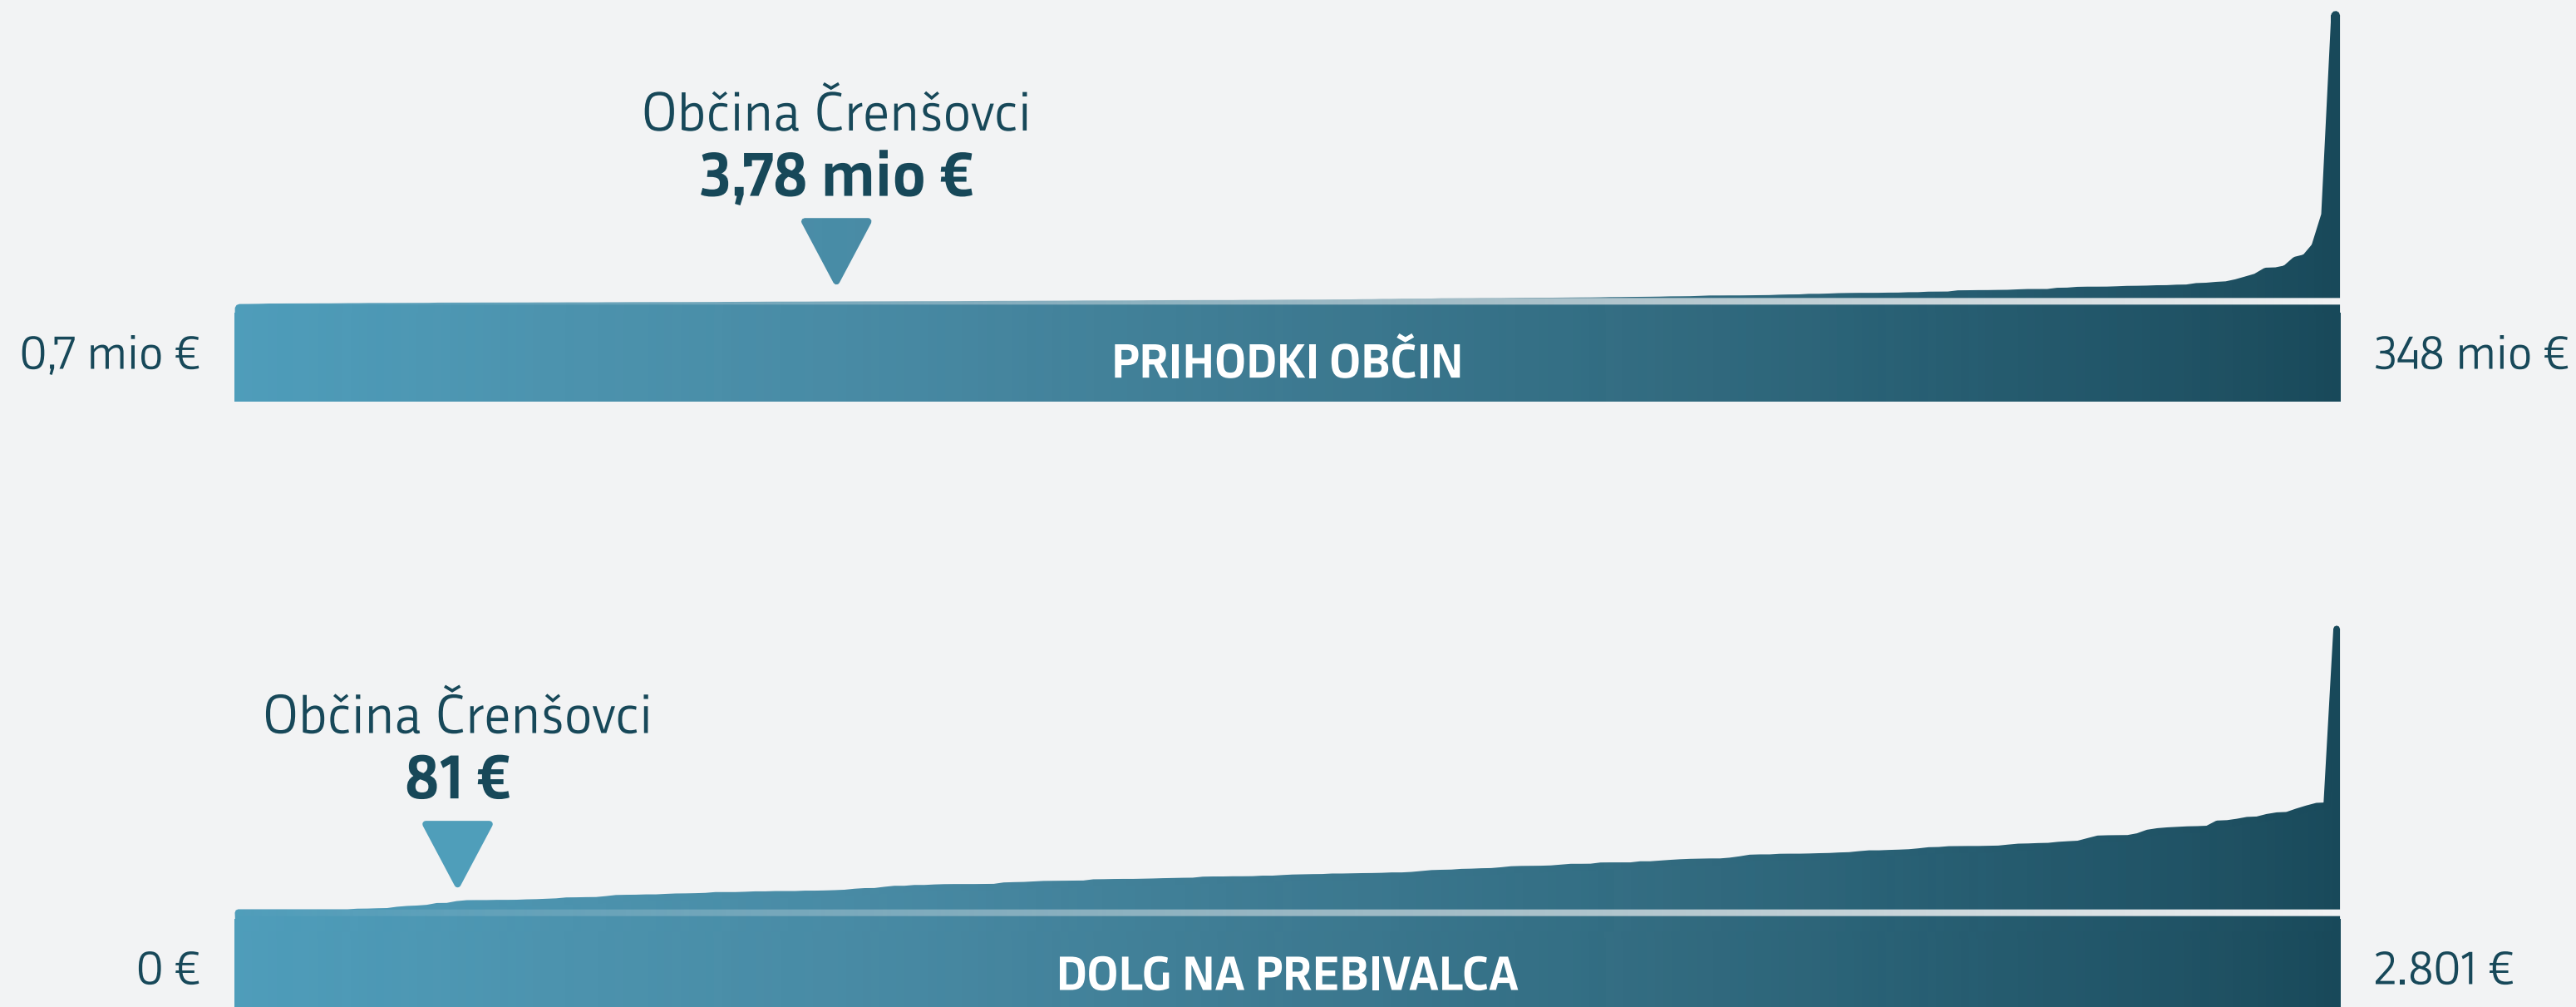 Občina Črenšovci
3,78 mio €
0,7 mio €
PRIHODKI OBČIN
348 mio €
Občina Črenšovci
81 €
0 €
DOLG NA PREBIVALCA
2.801 €